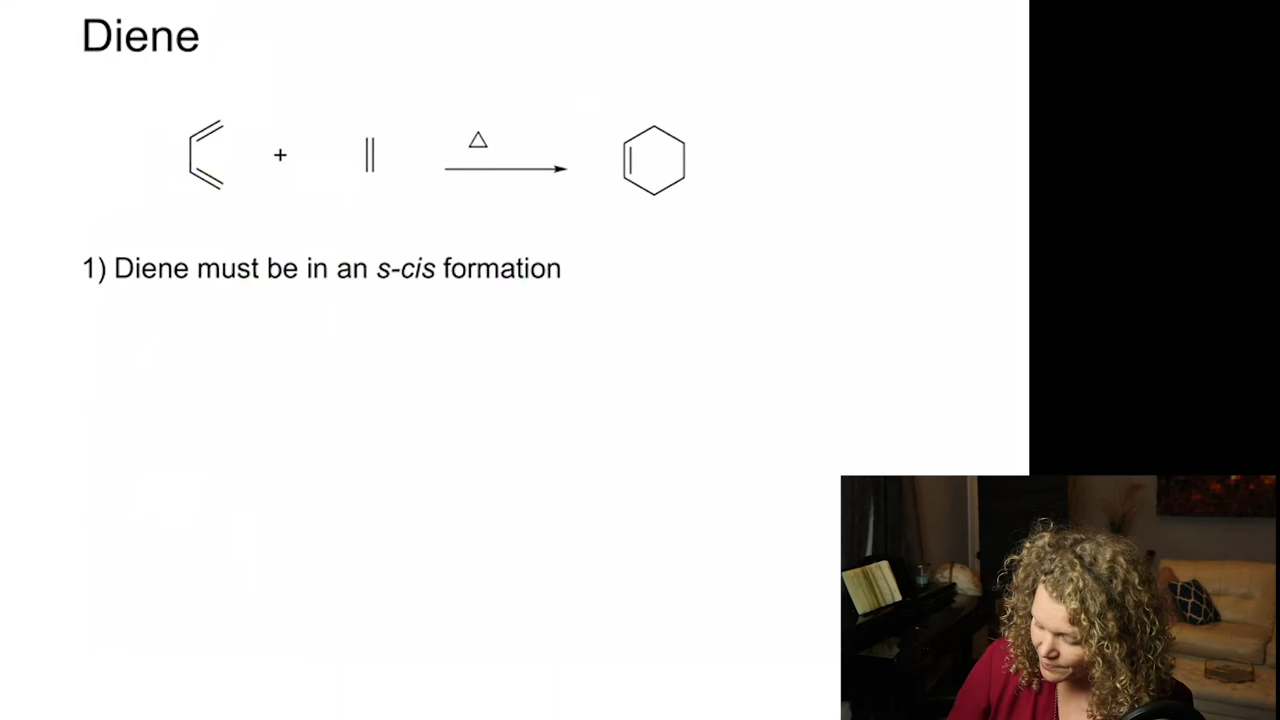 Diene
+
△
1) Diene must be in an s-cis formation